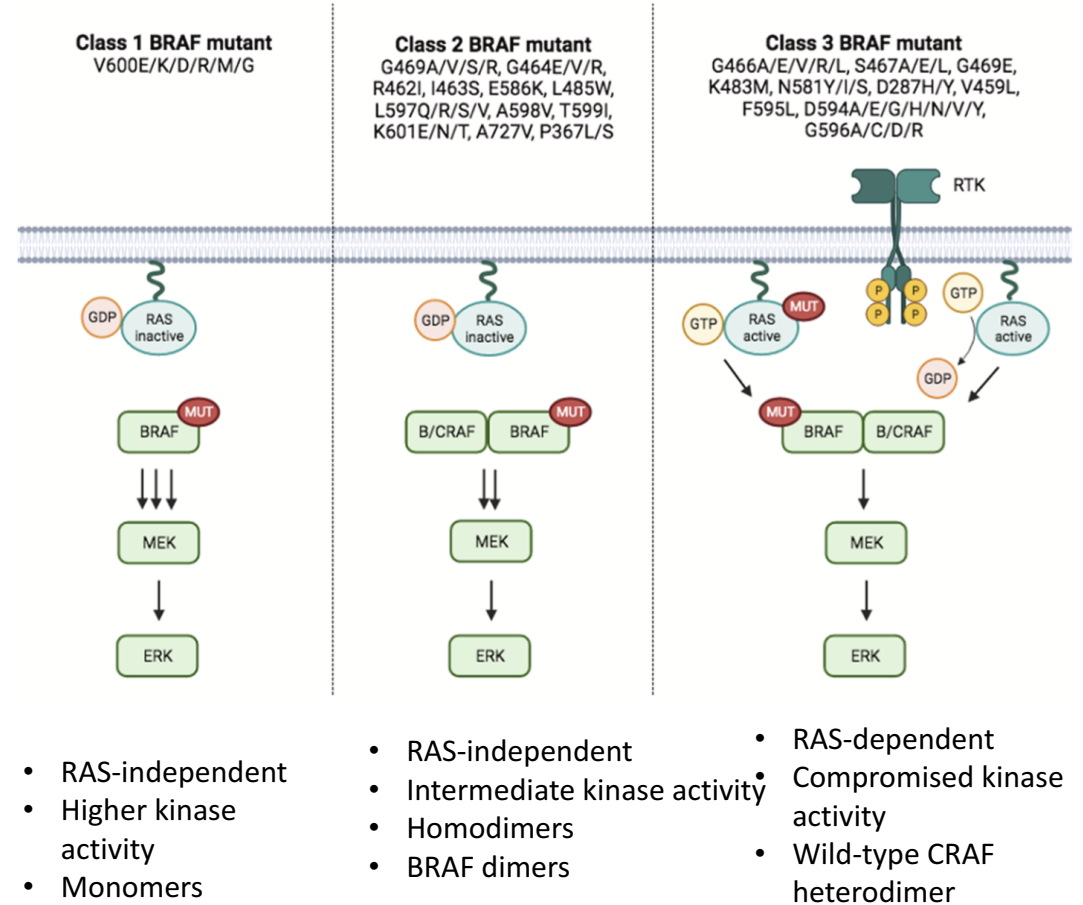 Class 1 BRAF mutant
V600E/K/D/R/M/G
GDP
RAS
inactive
MUT
BRAF
MEK
ERK
• RAS-independent
• Higher kinase
activity
• Monomers
Class 2 BRAF mutant
G469A/V/S/R, G464E/V/R,
R462I, I463S, E586K, L485W,
L597Q/R/S/V, A598V, T599I,
K601E/N/T, A727V, P367L/S
GDP
RAS
inactive
MUT
B/CRAF
BRAF
MEK
ERK
• RAS-independent
• Intermediate kinase activity
• Homodimers
• BRAF dimers
Class 3 BRAF mutant
G466A/E/V/R/L, S467A/E/L, G469E,
K483M, N581Y/I/S, D287H/Y, V459L,
F595L, D594A/E/G/H/N/V/Y,
G596A/C/D/R
RTK
P
P
P
P
GTP
RAS
active
MUT
GTP
RAS
active
GDP
MUT
BRAF
B/CRAF
MEK
ERK
• RAS-dependent
• Compromised kinase
activity
• Wild-type CRAF
heterodimer